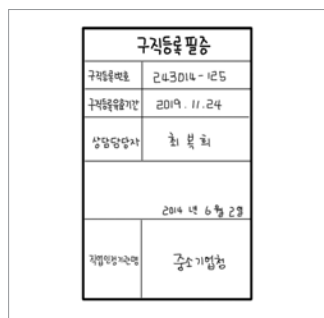 구직등록필증
구직등록번호 243014-125
구직등록유효기간 2019.11.24
상담담당자 최복희
2014 년 6 월 2일
직업안정기관명 중소기업청